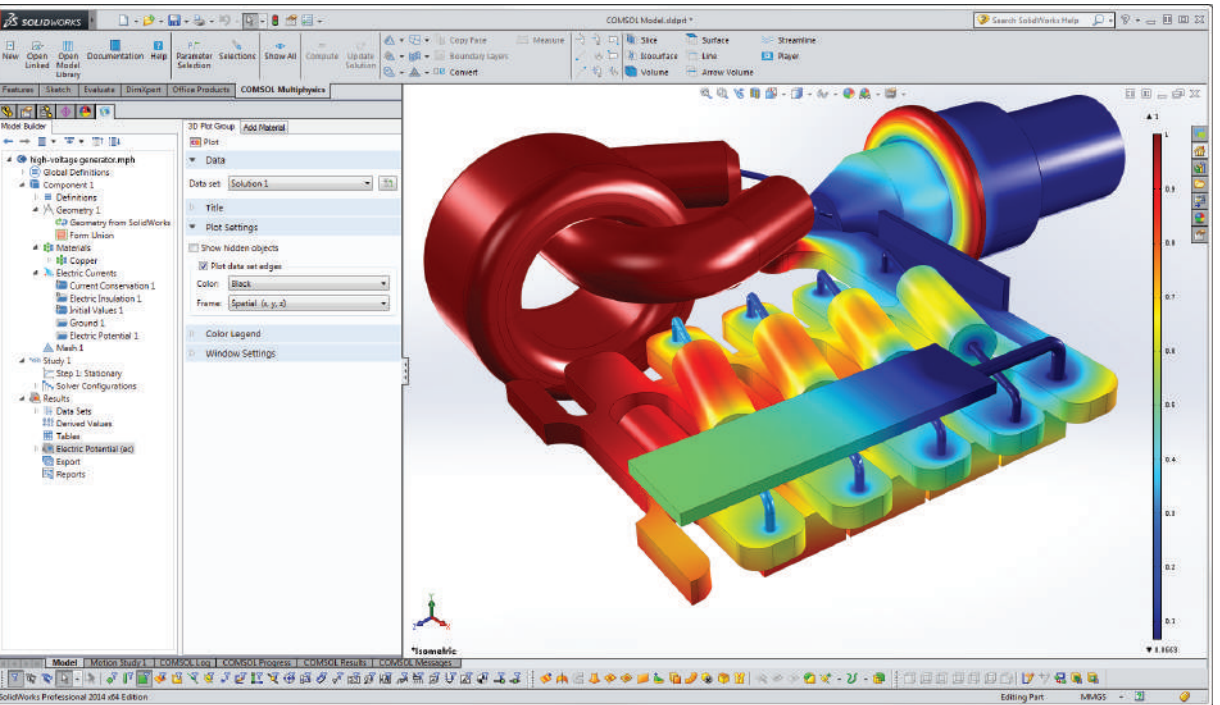 SOLIDWORKS
COMSOL Model.sldprt *
Search SolidWorks Help
New
Open Linked
Open Model Library
Documentation
Help
Parameter Selection
Selections
Show All
Compute
Update Solution
Copy Face
Boundary Layers
Convert
Measure
Slice
Isosurface
Volume
Surface
Line
Arrow Volume
Streamline
Player
Features
Sketch
Evaluate
DimXpert
Office Products
COMSOL Multiphysics
Model Builder
high-voltage generator.mph
Global Definitions
Component 1
Definitions
Geometry 1
Geometry from SolidWorks
Form Union
Materials
Copper
Electric Currents
Current Conservation 1
Electric Insulation 1
Initial Values 1
Ground 1
Electric Potential 1
Mesh 1
Study 1
Step 1: Stationary
Solver Configurations
Results
Data Sets
Derived Values
Tables
Electric Potential (ec)
Export
Reports
3D Plot Group
Add Material
Plot
Data
Data set: Solution 1
Title
Plot Settings
Show hidden objects
Plot data set edges
Color: Black
Frame: Spatial (x, y, z)
Color Legend
Window Settings
▲ 1
1
0.9
0.8
0.7
0.6
0.5
0.4
0.3
0.2
0.1
Y
Z
X
*Isometric
Model
Motion Study 1
COMSOL Log
COMSOL Progress
COMSOL Results
COMSOL Messages
SolidWorks Professional 2014 x64 Edition
Editing Part
MMGS